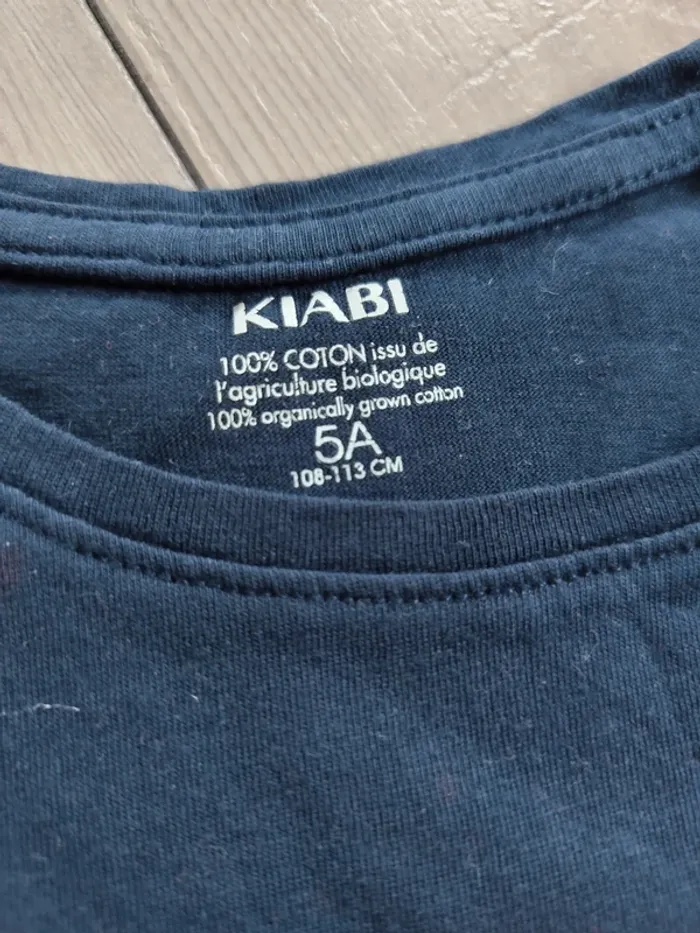 KIABI
100% COTON issu de
l'agriculture biologique
100% organically grown cotton
5A
108-113 CM